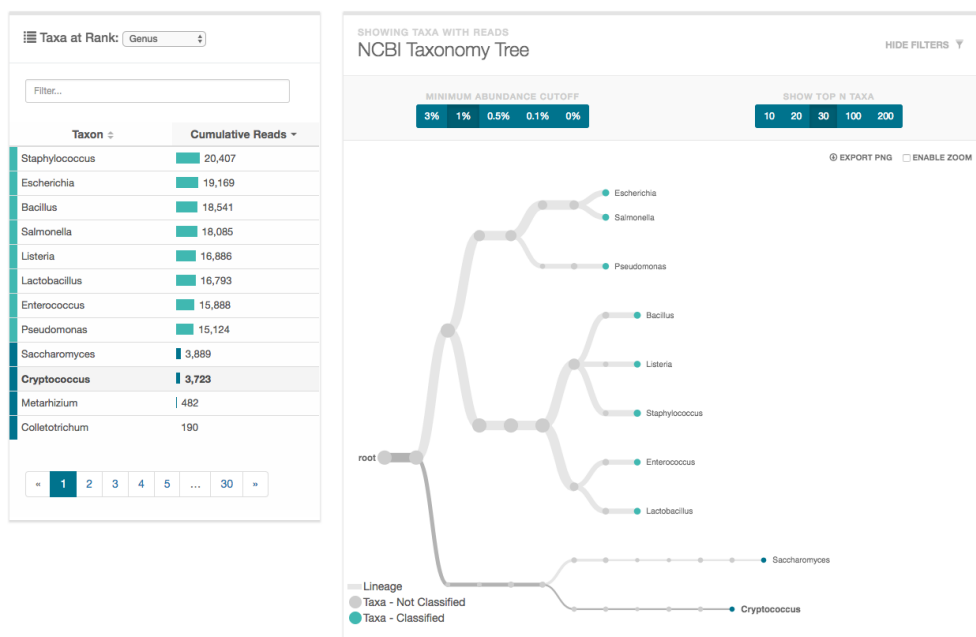 Taxa at Rank: Genus
Filter...
Taxon Cumulative Reads
Staphylococcus 20,407
Escherichia 19,169
Bacillus 18,541
Salmonella 18,085
Listeria 16,886
Lactobacillus 16,793
Enterococcus 15,888
Pseudomonas 15,124
Saccharomyces 3,889
Cryptococcus 3,723
Metarhizium 482
Colletotrichum 190
« 1 2 3 4 5 ... 30 »
SHOWING TAXA WITH READS
NCBI Taxonomy Tree
HIDE FILTERS
MINIMUM ABUNDANCE CUTOFF
3% 1% 0.5% 0.1% 0%
SHOW TOP N TAXA
10 20 30 100 200
EXPORT PNG ENABLE ZOOM
Escherichia
Salmonella
Pseudomonas
Bacillus
Listeria
Staphylococcus
root
Enterococcus
Lactobacillus
Saccharomyces
Cryptococcus
Lineage
Taxa - Not Classified
Taxa - Classified